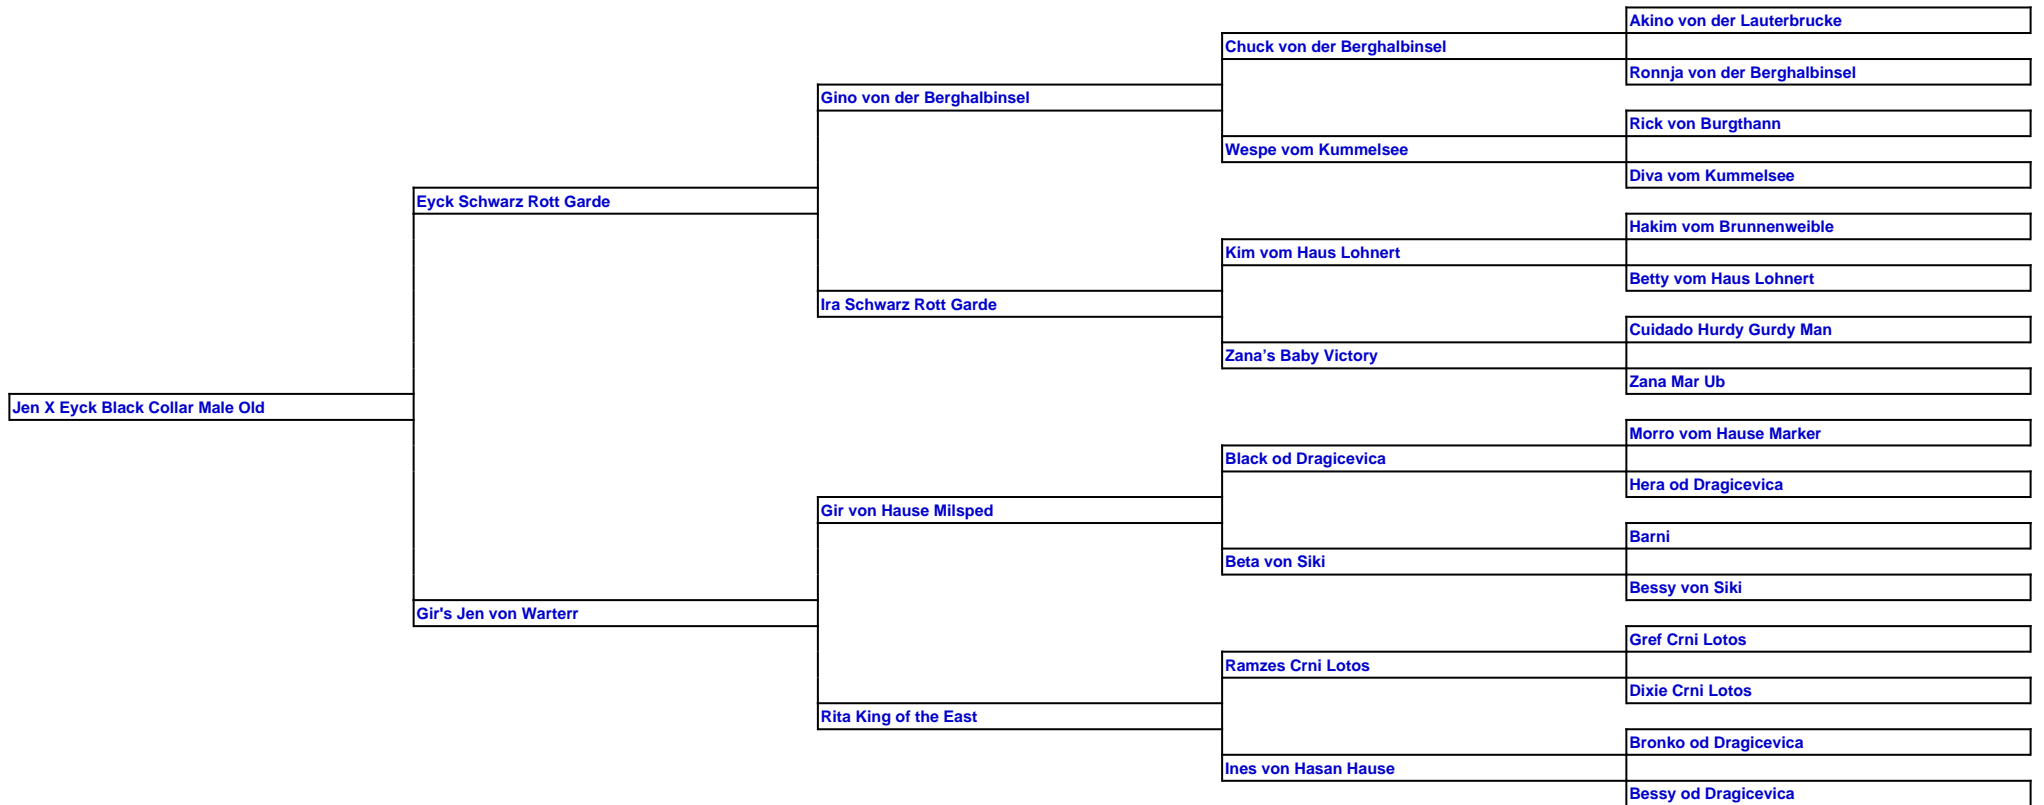 Akino von der Lauterbrucke
Chuck von der Berghalbinsel
Ronnja von der Berghalbinsel
Gino von der Berghalbinsel
Rick von Burgthann
Wespe vom Kummelsee
Diva vom Kummelsee
Eyck Schwarz Rott Garde
Hakim vom Brunnenweible
Kim vom Haus Lohnert
Betty vom Haus Lohnert
Ira Schwarz Rott Garde
Cuidado Hurdy Gurdy Man
Zana’s Baby Victory
Zana Mar Ub
Jen X Eyck Black Collar Male Old
Morro vom Hause Marker
Black od Dragicevica
Hera od Dragicevica
Gir von Hause Milsped
Barni
Beta von Siki
Bessy von Siki
Gir's Jen von Warterr
Gref Crni Lotos
Ramzes Crni Lotos
Dixie Crni Lotos
Rita King of the East
Bronko od Dragicevica
Ines von Hasan Hause
Bessy od Dragicevica